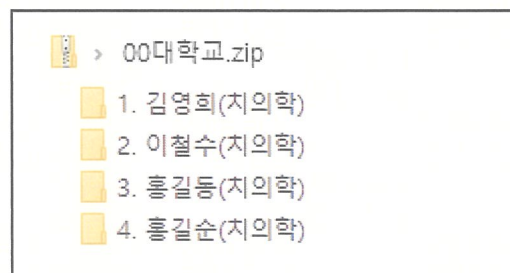 > 00대학교.zip
1. 김영희(치의학)
2. 이철수(치의학)
3. 홍길동(치의학)
4. 홍길순(치의학)